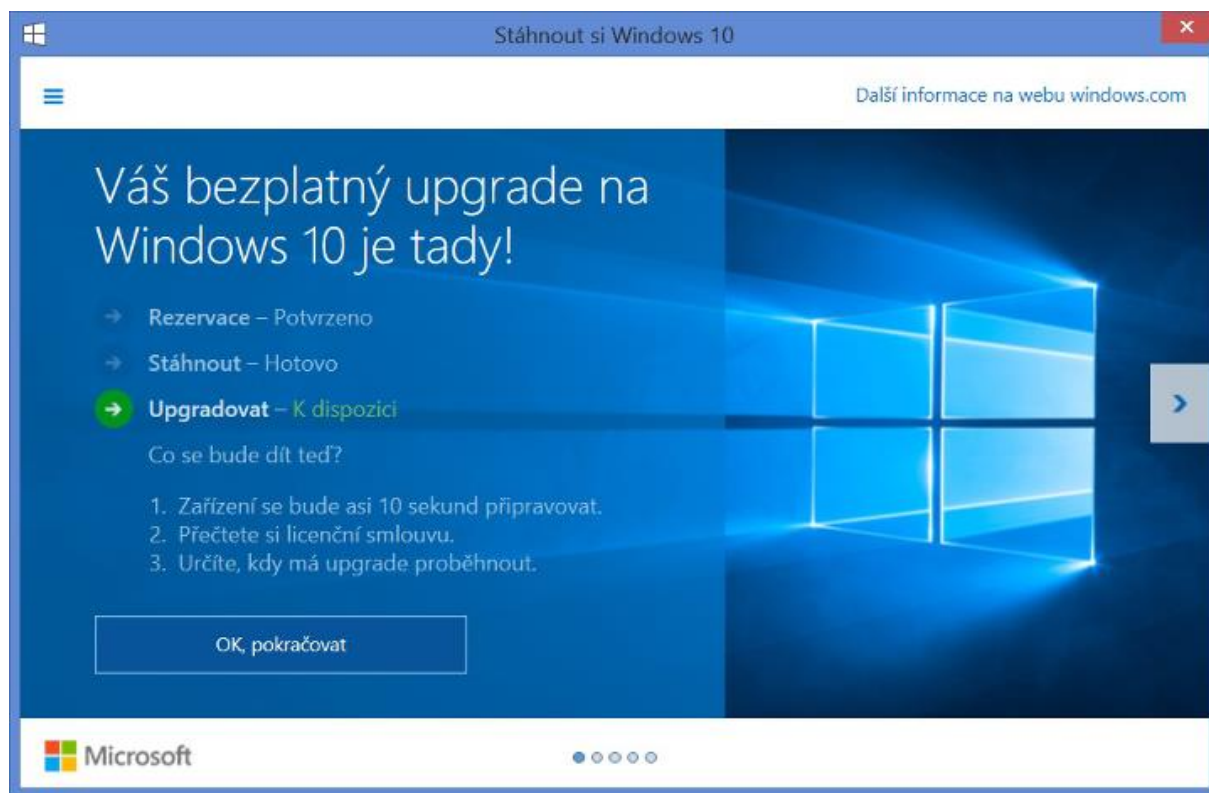 Stáhnout si Windows 10
Další informace na webu windows.com
Váš bezplatný upgrade na
Windows 10 je tady!
Rezervace – Potvrzeno
Stáhnout – Hotovo
Upgradovat – K dispozici
Co se bude dít teď?
1. Zařízení se bude asi 10 sekund připravovat.
2. Přečtete si licenční smlouvu.
3. Určíte, kdy má upgrade proběhnout.
OK, pokračovat
Microsoft